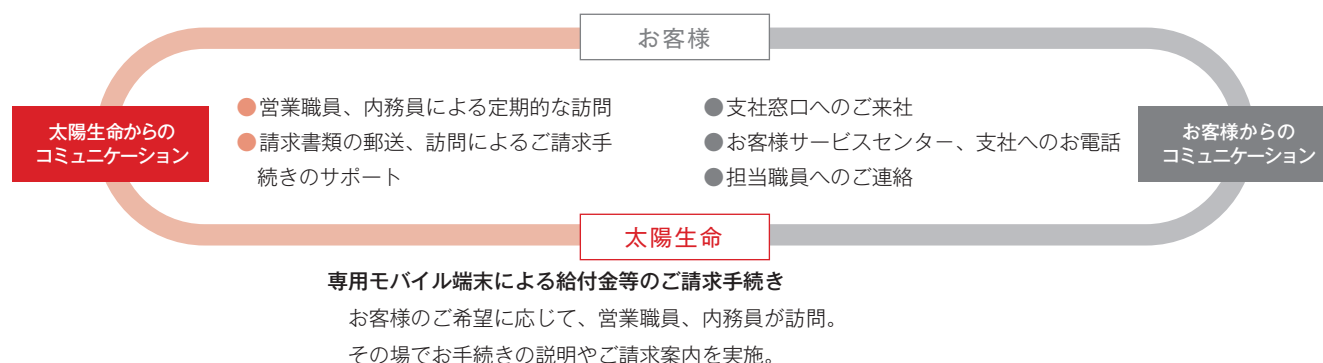 お客様
太陽生命からの
コミュニケーション
●営業職員、内務員による定期的な訪問
●請求書類の郵送、訪問によるご請求手
続きのサポート
●支社窓口へのご来社
●お客様サービスセンター、支社へのお電話
●担当職員へのご連絡
お客様からの
コミュニケーション
太陽生命
専用モバイル端末による給付金等のご請求手続き
お客様のご希望に応じて、営業職員、内務員が訪問。
その場でお手続きの説明やご請求案内を実施。